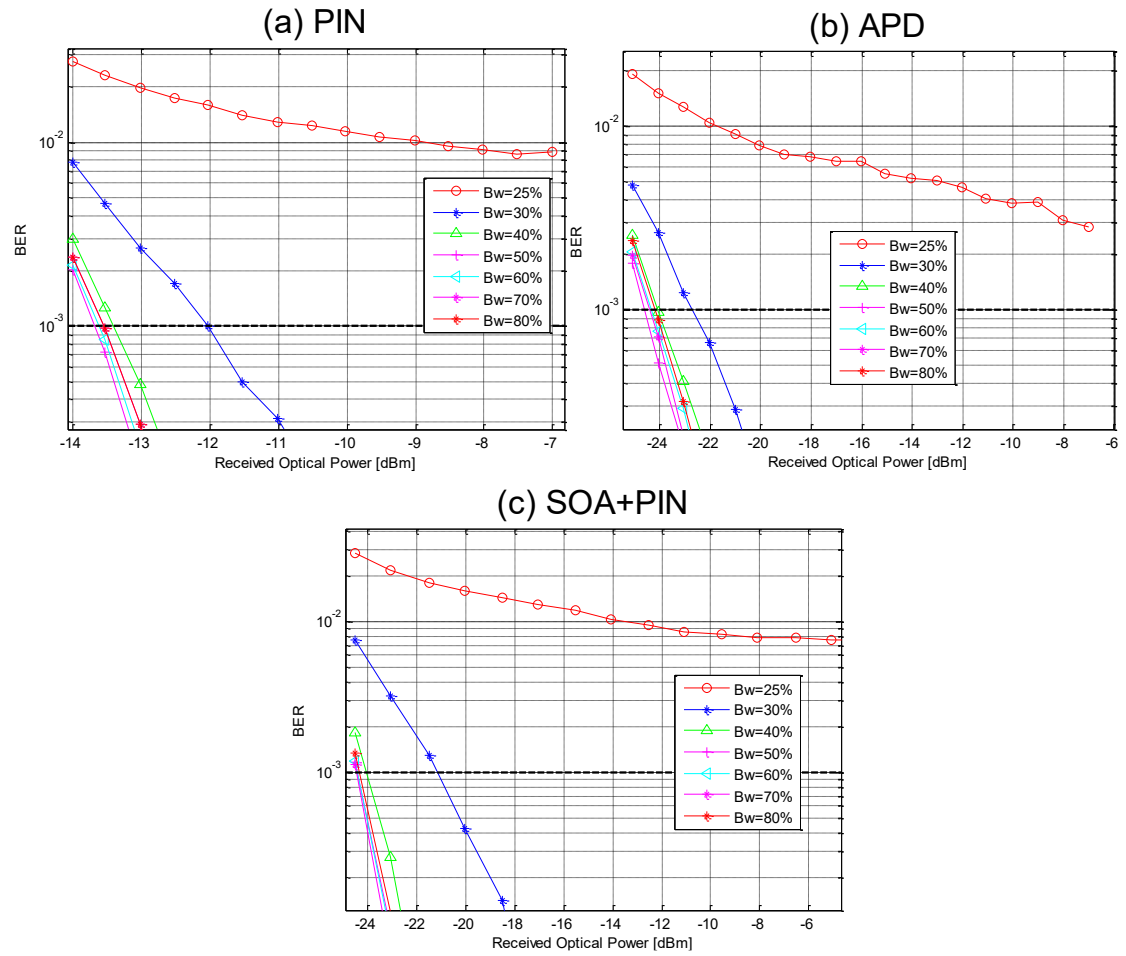 (a) PIN
10^-2
10^-3
BER
-14 -13 -12 -11 -10 -9 -8 -7
Received Optical Power [dBm]
Bw=25%
Bw=30%
Bw=40%
Bw=50%
Bw=60%
Bw=70%
Bw=80%
(b) APD
10^-2
10^-3
BER
-24 -22 -20 -18 -16 -14 -12 -10 -8 -6
Received Optical Power [dBm]
Bw=25%
Bw=30%
Bw=40%
Bw=50%
Bw=60%
Bw=70%
Bw=80%
(c) SOA+PIN
10^-2
10^-3
BER
-24 -22 -20 -18 -16 -14 -12 -10 -8 -6
Received Optical Power [dBm]
Bw=25%
Bw=30%
Bw=40%
Bw=50%
Bw=60%
Bw=70%
Bw=80%